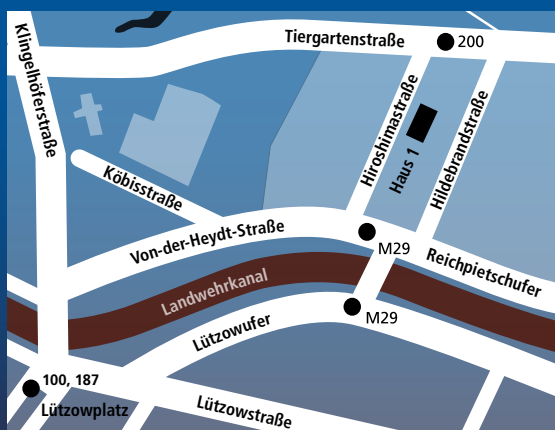 Klingelhöferstraße
Tiergartenstraße
200
Hiroshimastraße
Haus 1
Hildebrandstraße
Köbisstraße
Von-der-Heydt-Straße
M29
Reichpietschufer
Landwehrkanal
M29
Lützowufer
100, 187
Lützowplatz
Lützowstraße